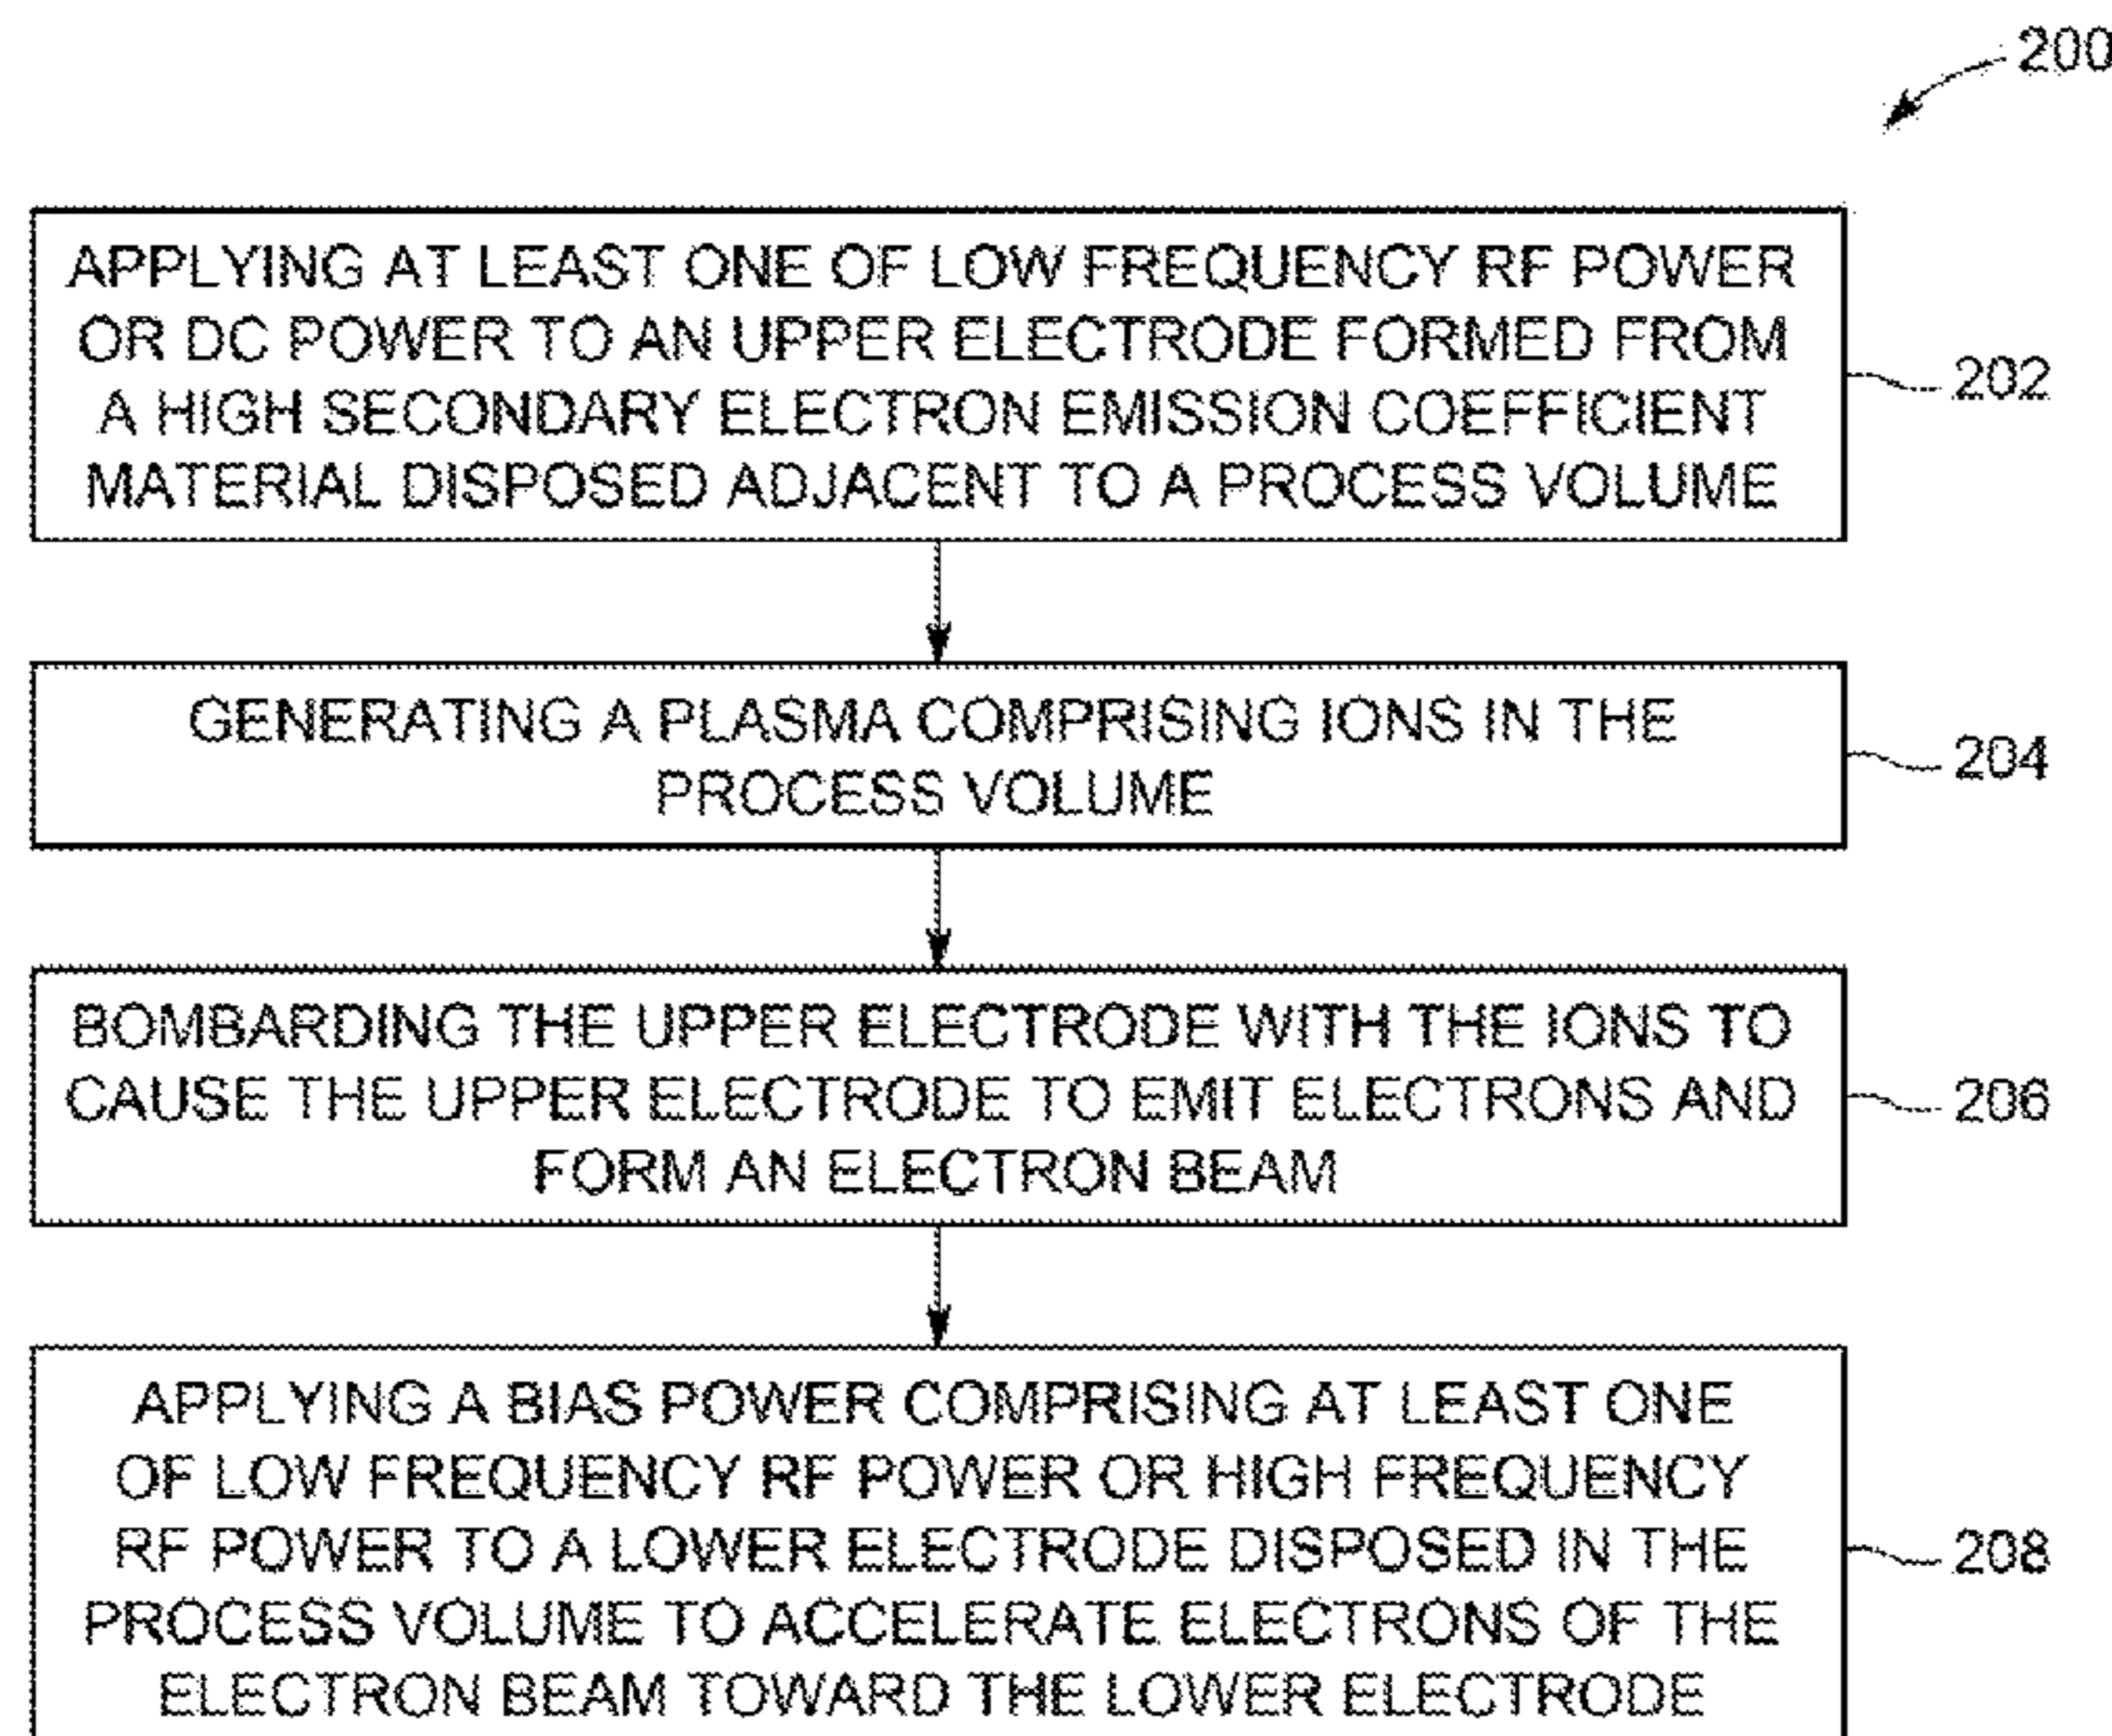 200
APPLYING AT LEAST ONE OF LOW FREQUENCY RF POWER
OR DC POWER TO AN UPPER ELECTRODE FORMED FROM
A HIGH SECONDARY ELECTRON EMISSION COEFFICIENT
MATERIAL DISPOSED ADJACENT TO A PROCESS VOLUME
202
GENERATING A PLASMA COMPRISING IONS IN THE
PROCESS VOLUME
204
BOMBARDING THE UPPER ELECTRODE WITH THE IONS TO
CAUSE THE UPPER ELECTRODE TO EMIT ELECTRONS AND
FORM AN ELECTRON BEAM
206
APPLYING A BIAS POWER COMPRISING AT LEAST ONE
OF LOW FREQUENCY RF POWER OR HIGH FREQUENCY
RF POWER TO A LOWER ELECTRODE DISPOSED IN THE
PROCESS VOLUME TO ACCELERATE ELECTRONS OF THE
ELECTRON BEAM TOWARD THE LOWER ELECTRODE
208